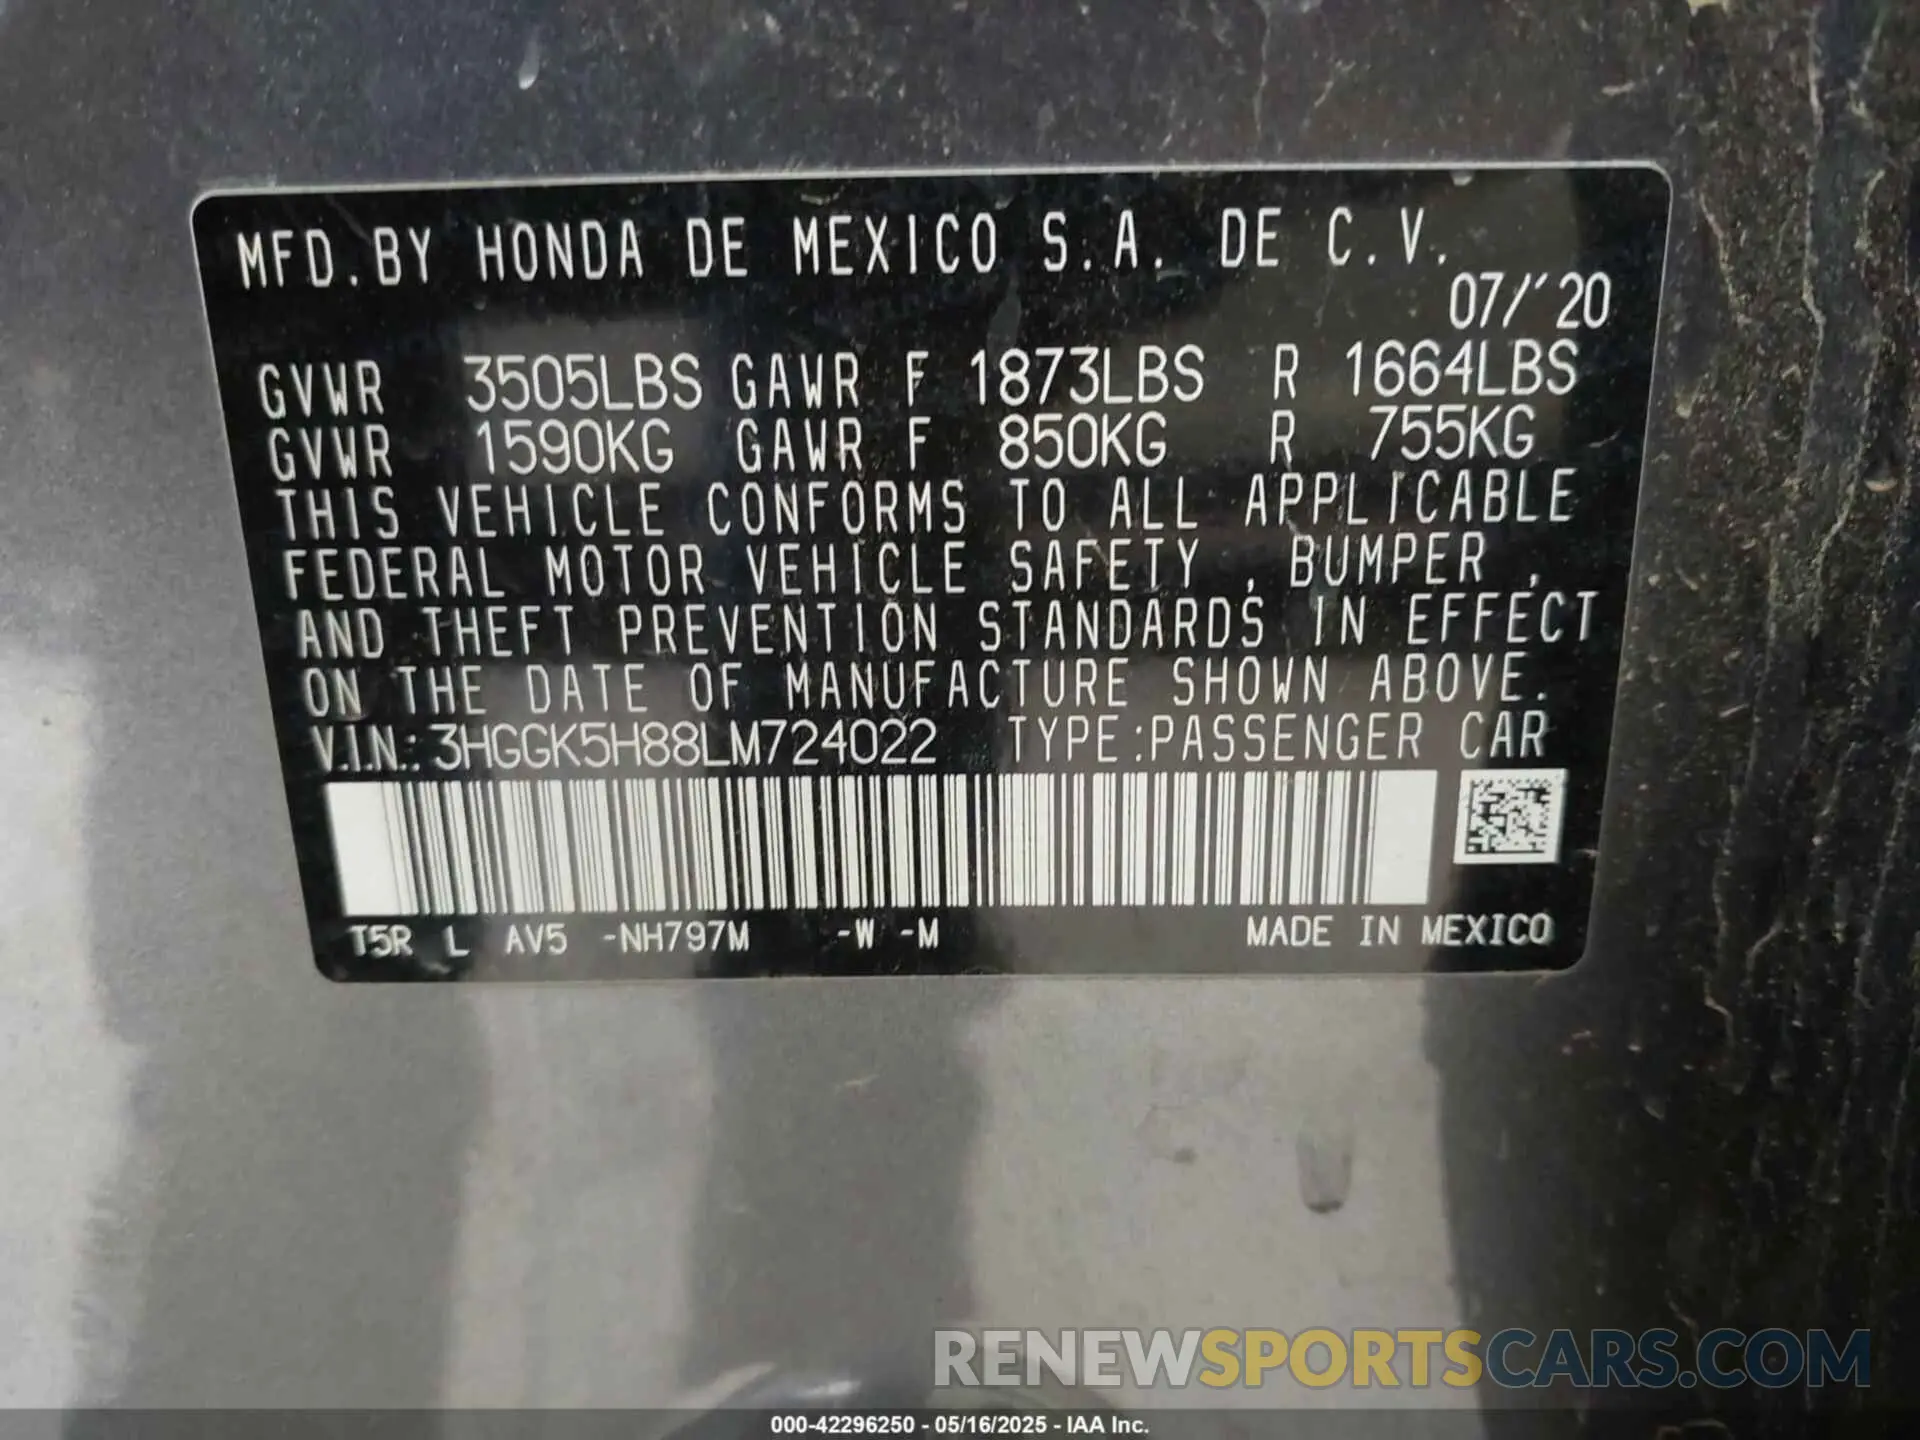 MFD.BY HONDA DE MEXICO S.A. DE C.V.
07/'20
GVWR 3505LBS GAWR F 1873LBS R 1664LBS
GVWR 1590KG GAWR F 850KG R 755KG
THIS VEHICLE CONFORMS TO ALL APPLICABLE
FEDERAL MOTOR VEHICLE SAFETY , BUMPER ,
AND THEFT PREVENTION STANDARDS IN EFFECT
ON THE DATE OF MANUFACTURE SHOWN ABOVE.
V.I.N.: 3HGGK5H88LM724022 TYPE:PASSENGER CAR
T5R L AV5 -NH797M -W -M MADE IN MEXICO
RENEWSPORTSCARS.COM
000-42296250 - 05/16/2025 - IAA Inc.